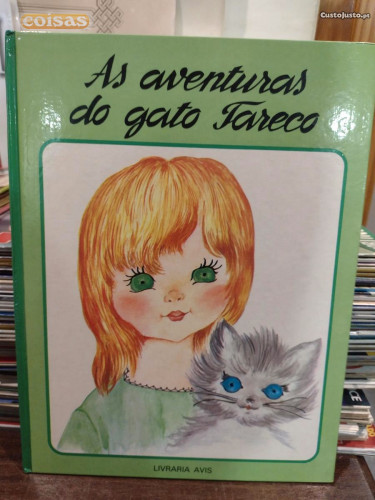 coisas
CustoJusto.pt
As aventuras
do gato Tareco
LIVRARIA AVIS